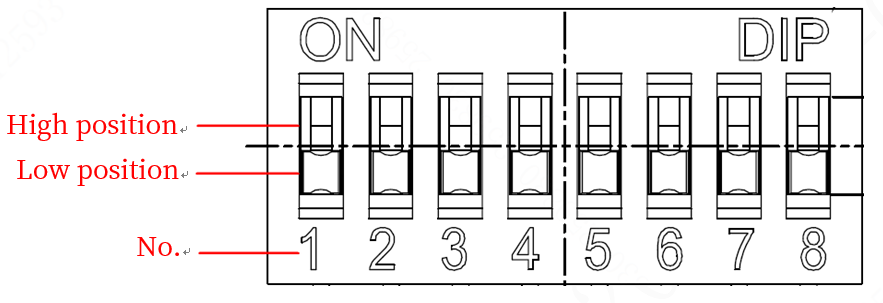 ON DIP
High position
Low position
No. 1 2 3 4 5 6 7 8